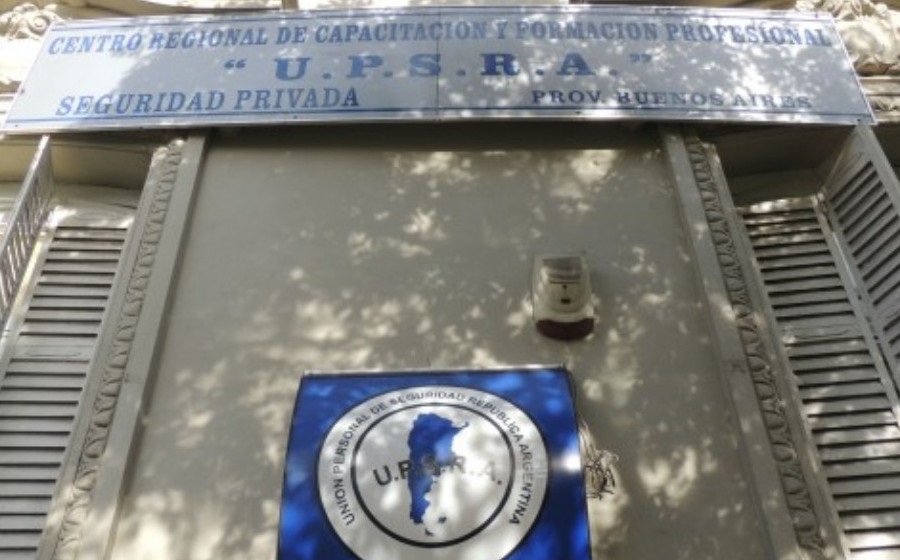 CENTRO REGIONAL DE CAPACITACION Y FORMACION PROFESIONAL
"U.P.S.R.A."
SEGURIDAD PRIVADA PROV. BUENOS AIRES
UNION PERSONAL DE SEGURIDAD REPUBLICA ARGENTINA
U.P.S.R.A.